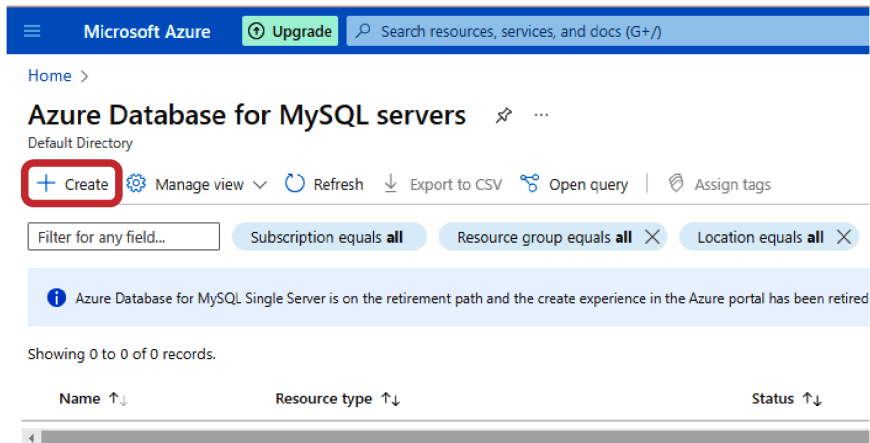 Microsoft Azure Upgrade Search resources, services, and docs (G+/)
Home >
Azure Database for MySQL servers ...
Default Directory
+ Create Manage view Refresh Export to CSV Open query Assign tags
Filter for any field... Subscription equals all Resource group equals all Location equals all
Azure Database for MySQL Single Server is on the retirement path and the create experience in the Azure portal has been retired
Showing 0 to 0 of 0 records.
Name ↑↓ Resource type ↑↓ Status ↑↓